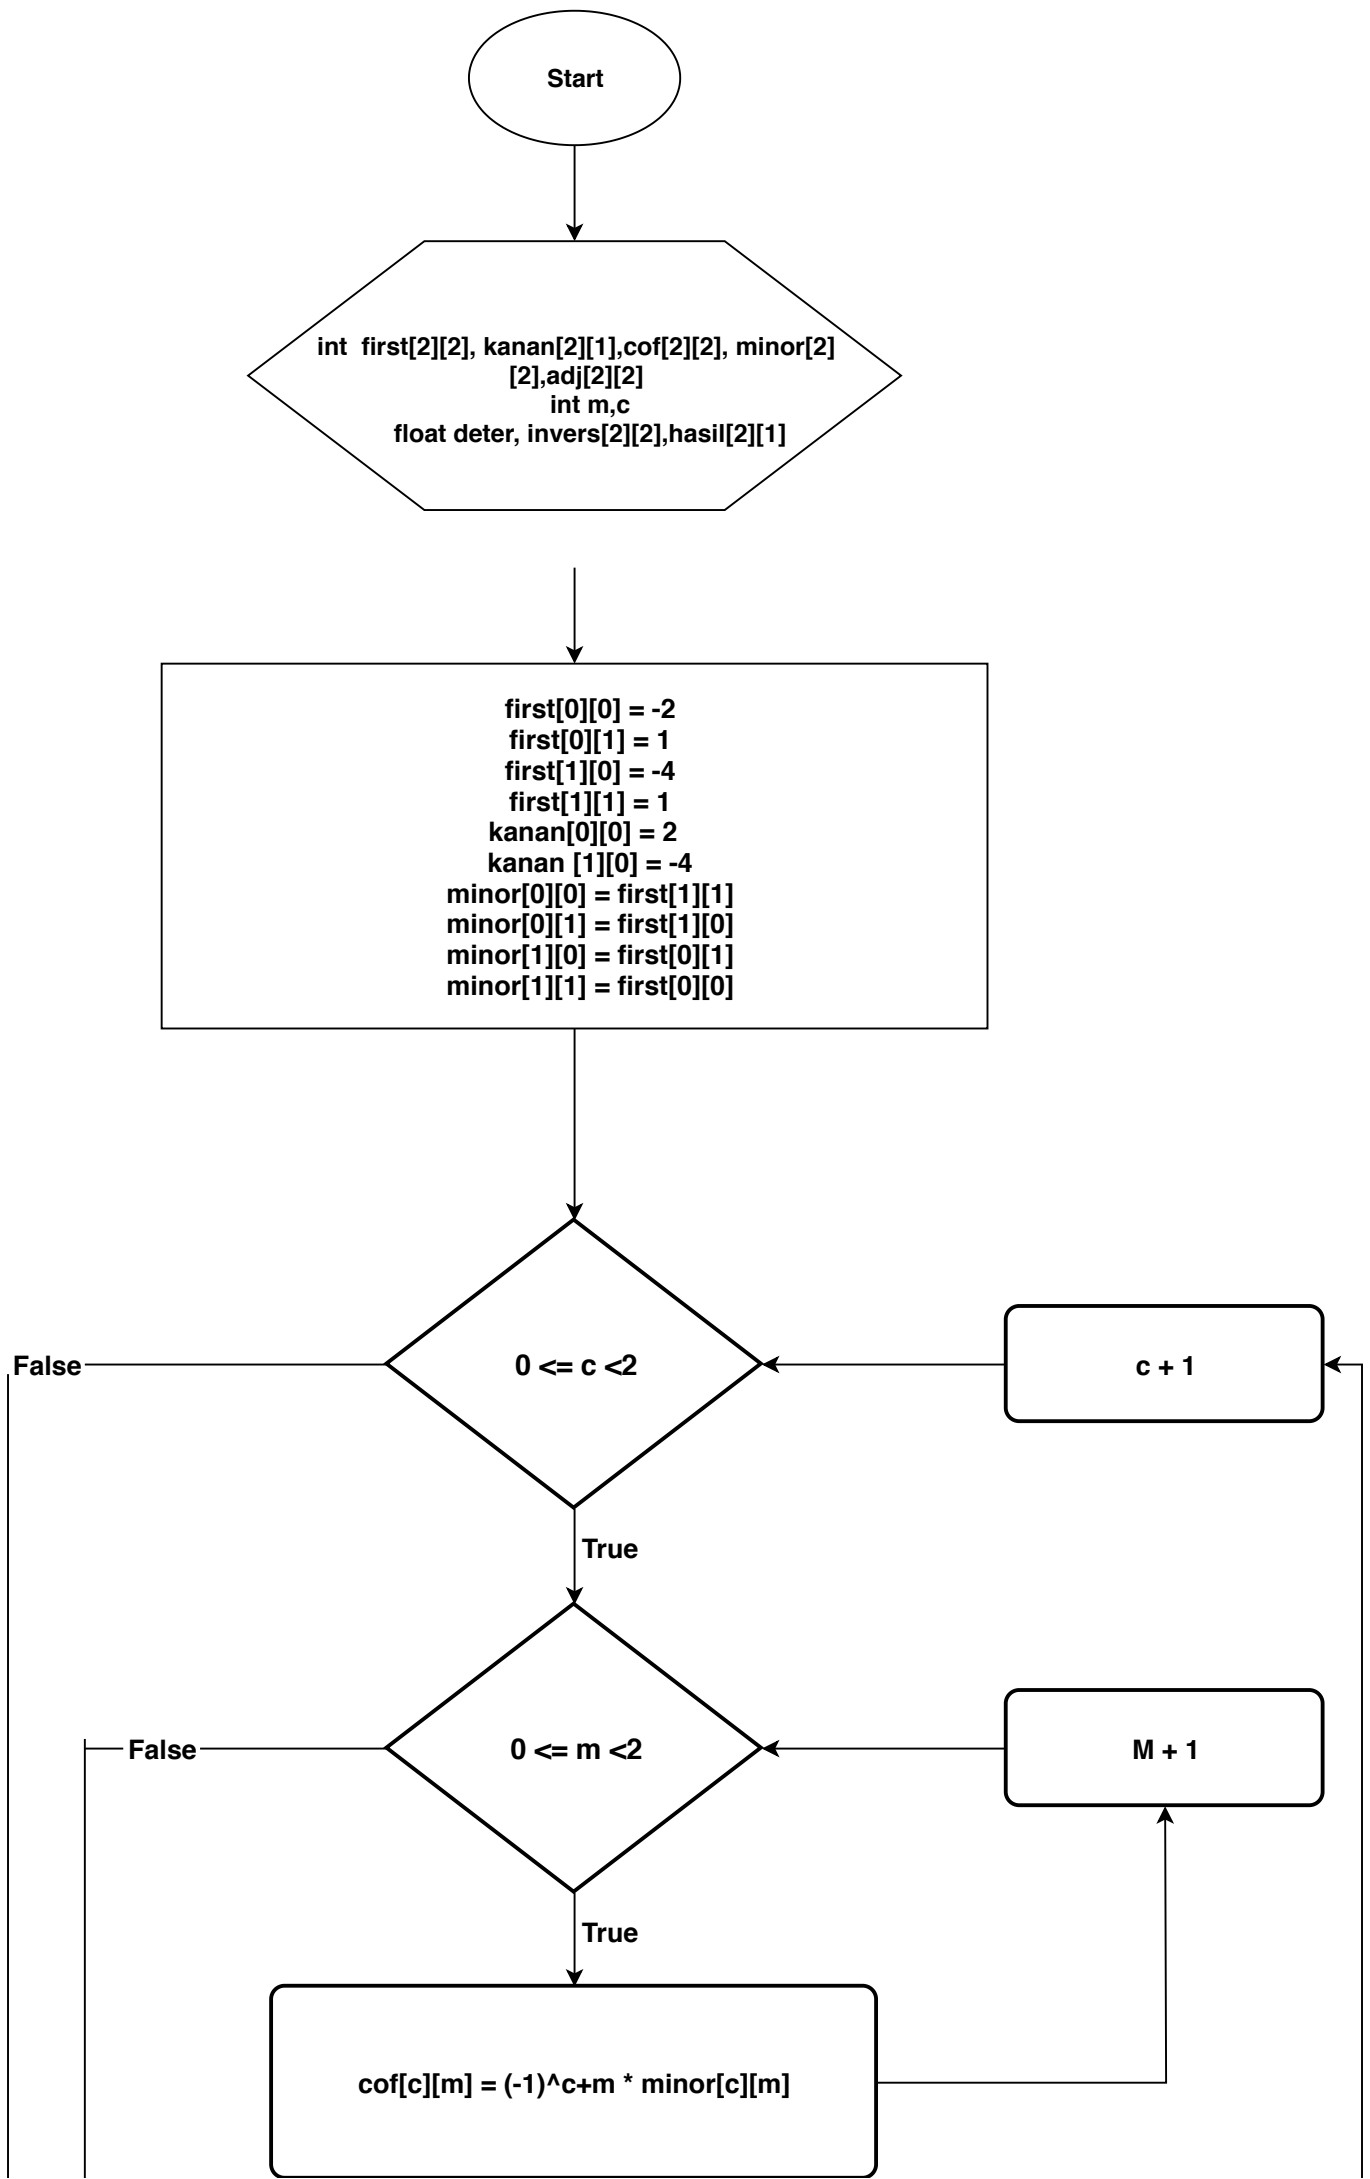 Start
int  first[2][2], kanan[2][1],cof[2][2], minor[2]
[2],adj[2][2]
int m,c
float deter, invers[2][2],hasil[2][1]
first[0][0] = -2
first[0][1] = 1
first[1][0] = -4
first[1][1] = 1
kanan[0][0] = 2
kanan [1][0] = -4
minor[0][0] = first[1][1]
minor[0][1] = first[1][0]
minor[1][0] = first[0][1]
minor[1][1] = first[0][0]
False
0 <= c <2
c + 1
True
False
0 <= m <2
M + 1
True
cof[c][m] = (-1)^c+m * minor[c][m]